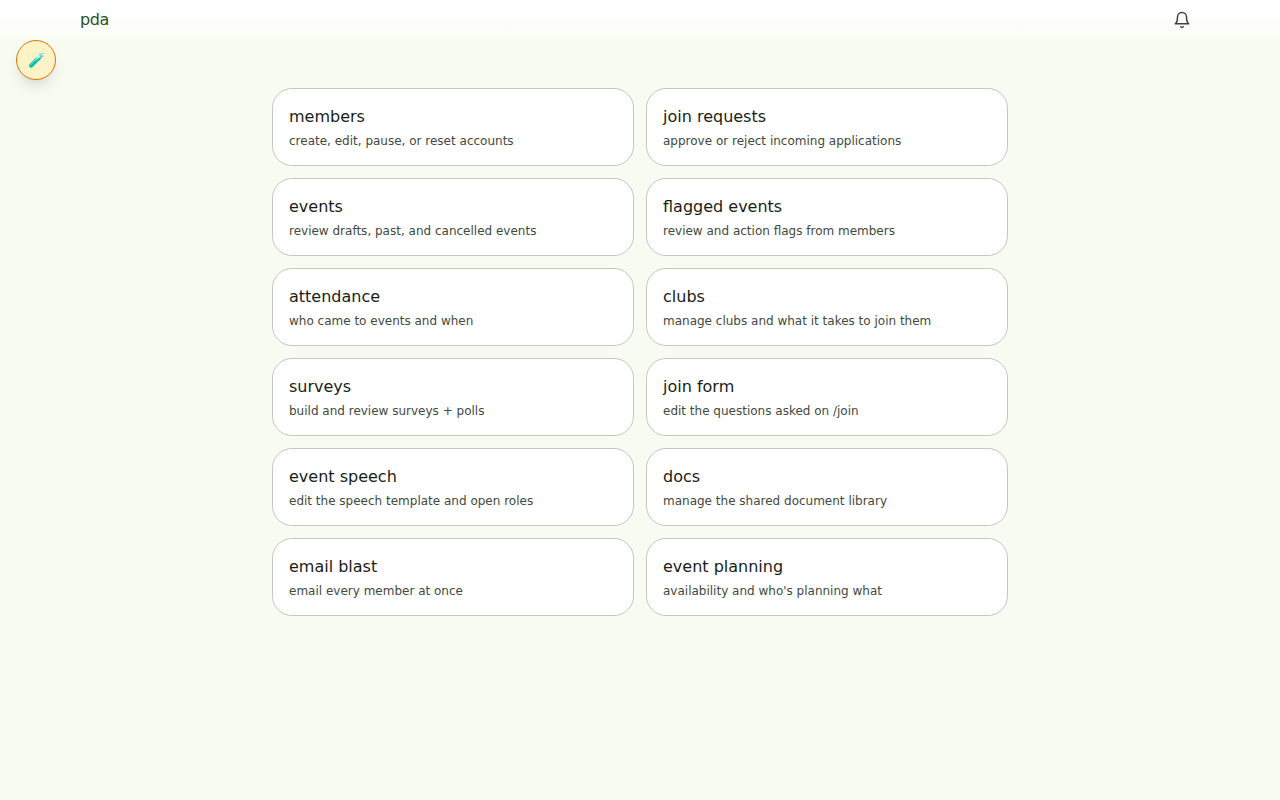 pda
members
create, edit, pause, or reset accounts
join requests
approve or reject incoming applications
events
review drafts, past, and cancelled events
flagged events
review and action flags from members
attendance
who came to events and when
clubs
manage clubs and what it takes to join them
surveys
build and review surveys + polls
join form
edit the questions asked on /join
event speech
edit the speech template and open roles
docs
manage the shared document library
email blast
email every member at once
event planning
availability and who's planning what